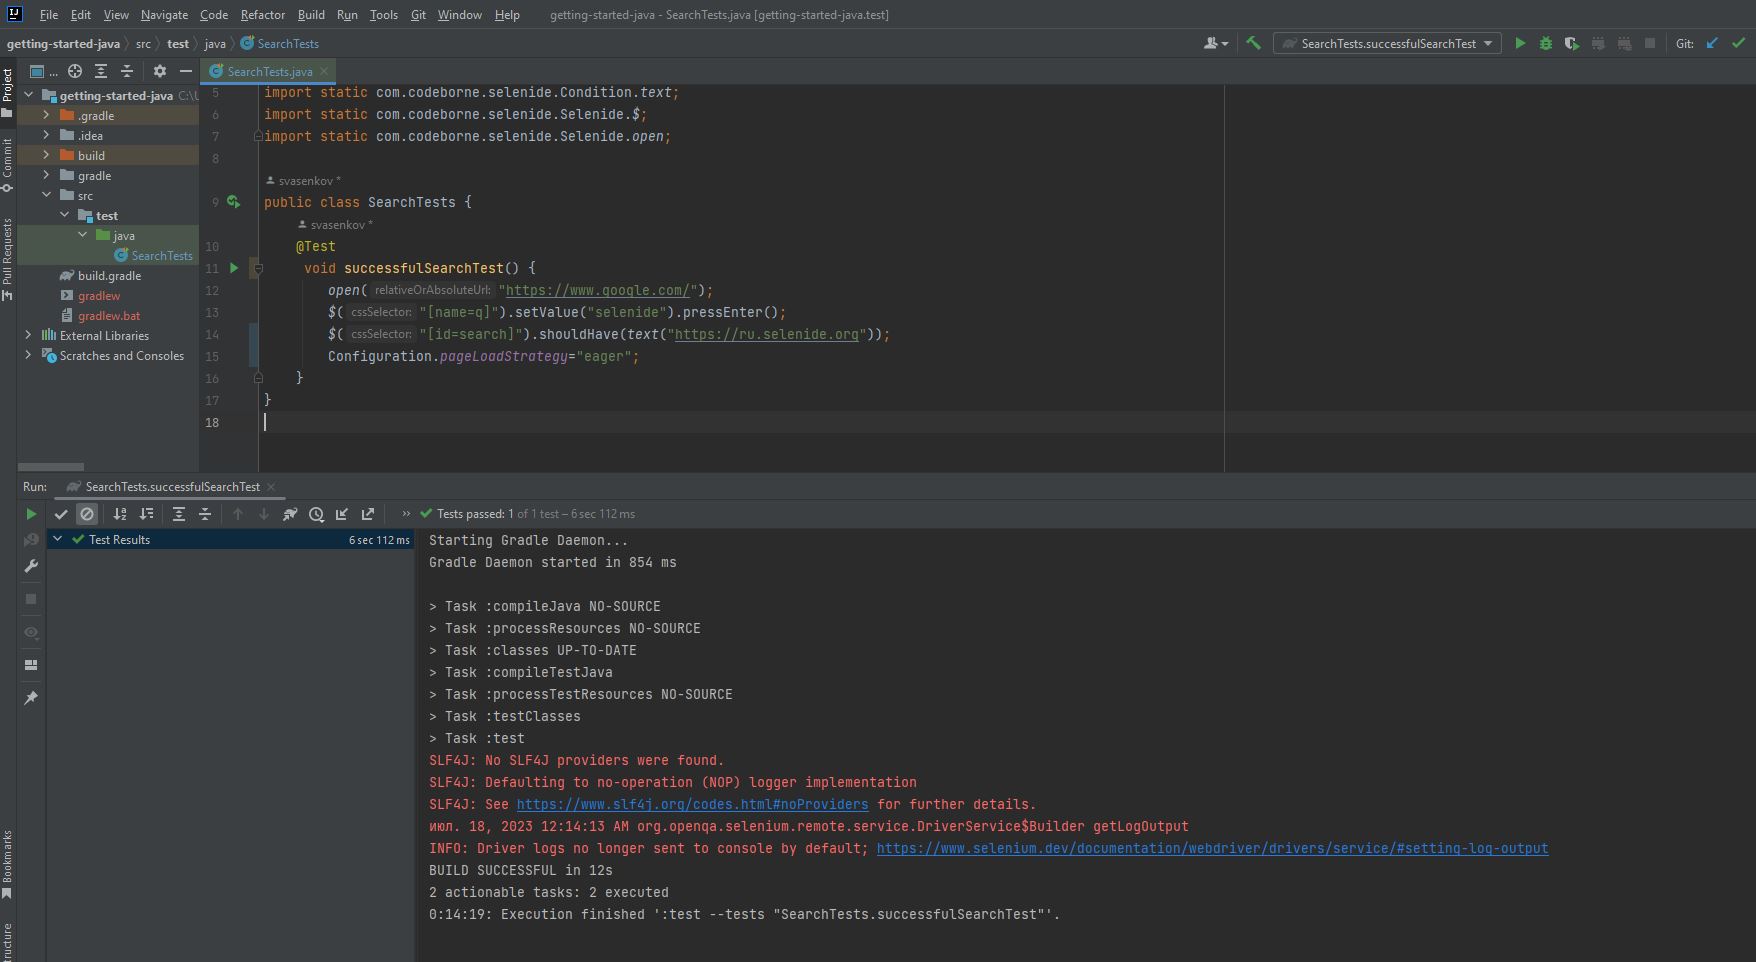 File Edit View Navigate Code Refactor Build Run Tools Git Window Help getting-started-java - SearchTests.java [getting-started-java.test]
getting-started-java src test java SearchTests SearchTests.successfulSearchTest Git:
Project
Commit
Pull Requests
Bookmarks
... SearchTests.java
getting-started-java C:\
.gradle
.idea
build
gradle
src
test
java
SearchTests
build.gradle
gradlew
gradlew.bat
External Libraries
Scratches and Consoles
5 import static com.codeborne.selenide.Condition.text;
6 import static com.codeborne.selenide.Selenide.$;
7 import static com.codeborne.selenide.Selenide.open;
8
svasenkov *
9 public class SearchTests {
svasenkov *
10 @Test
11 void successfulSearchTest() {
12 open( relativeOrAbsoluteUrl: "https://www.google.com/");
13 $( cssSelector: "[name=q]").setValue("selenide").pressEnter();
14 $( cssSelector: "[id=search]").shouldHave(text("https://ru.selenide.org"));
15 Configuration.pageLoadStrategy="eager";
16 }
17 }
18
Run: SearchTests.successfulSearchTest
Tests passed: 1 of 1 test – 6 sec 112 ms
Test Results 6 sec 112 ms
Starting Gradle Daemon...
Gradle Daemon started in 854 ms
> Task :compileJava NO-SOURCE
> Task :processResources NO-SOURCE
> Task :classes UP-TO-DATE
> Task :compileTestJava
> Task :processTestResources NO-SOURCE
> Task :testClasses
> Task :test
SLF4J: No SLF4J providers were found.
SLF4J: Defaulting to no-operation (NOP) logger implementation
SLF4J: See https://www.slf4j.org/codes.html#noProviders for further details.
июл. 18, 2023 12:14:13 AM org.openqa.selenium.remote.service.DriverService$Builder getLogOutput
INFO: Driver logs no longer sent to console by default; https://www.selenium.dev/documentation/webdriver/drivers/service/#setting-log-output
BUILD SUCCESSFUL in 12s
2 actionable tasks: 2 executed
0:14:19: Execution finished ':test --tests "SearchTests.successfulSearchTest"'.